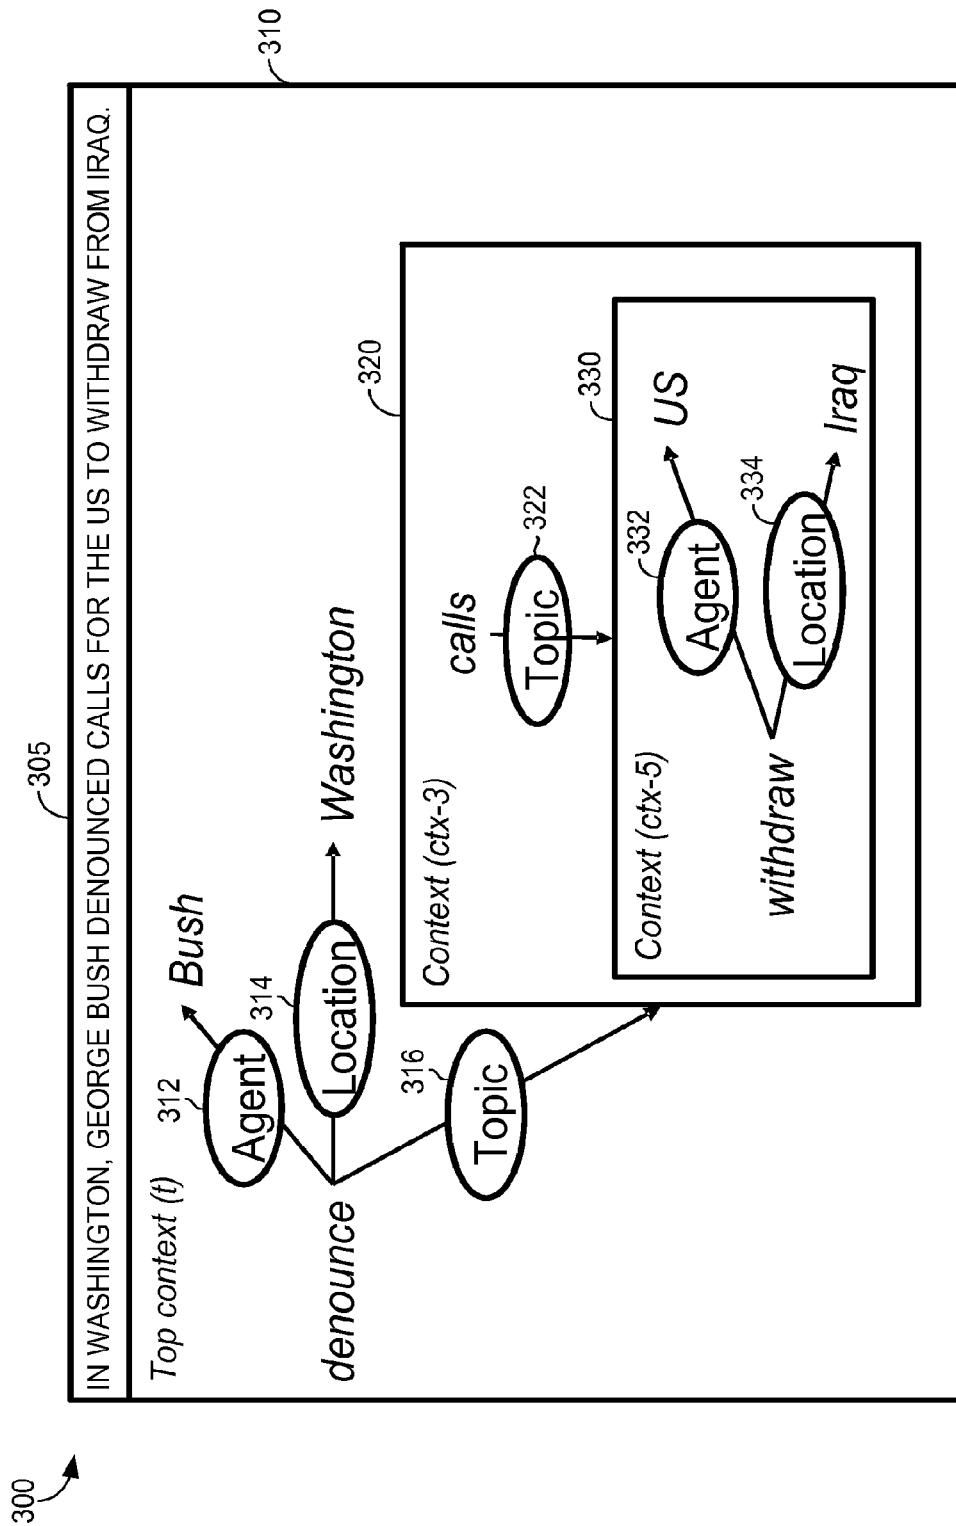 300
305
IN WASHINGTON, GEORGE BUSH DENOUNCED CALLS FOR THE US TO WITHDRAW FROM IRAQ.
310
Top context (t)
312
Agent
Bush
denounce
314
Location
Washington
316
Topic
320
Context (ctx-3)
calls
Topic
322
330
Context (ctx-5)
332
Agent
US
withdraw
334
Location
Iraq